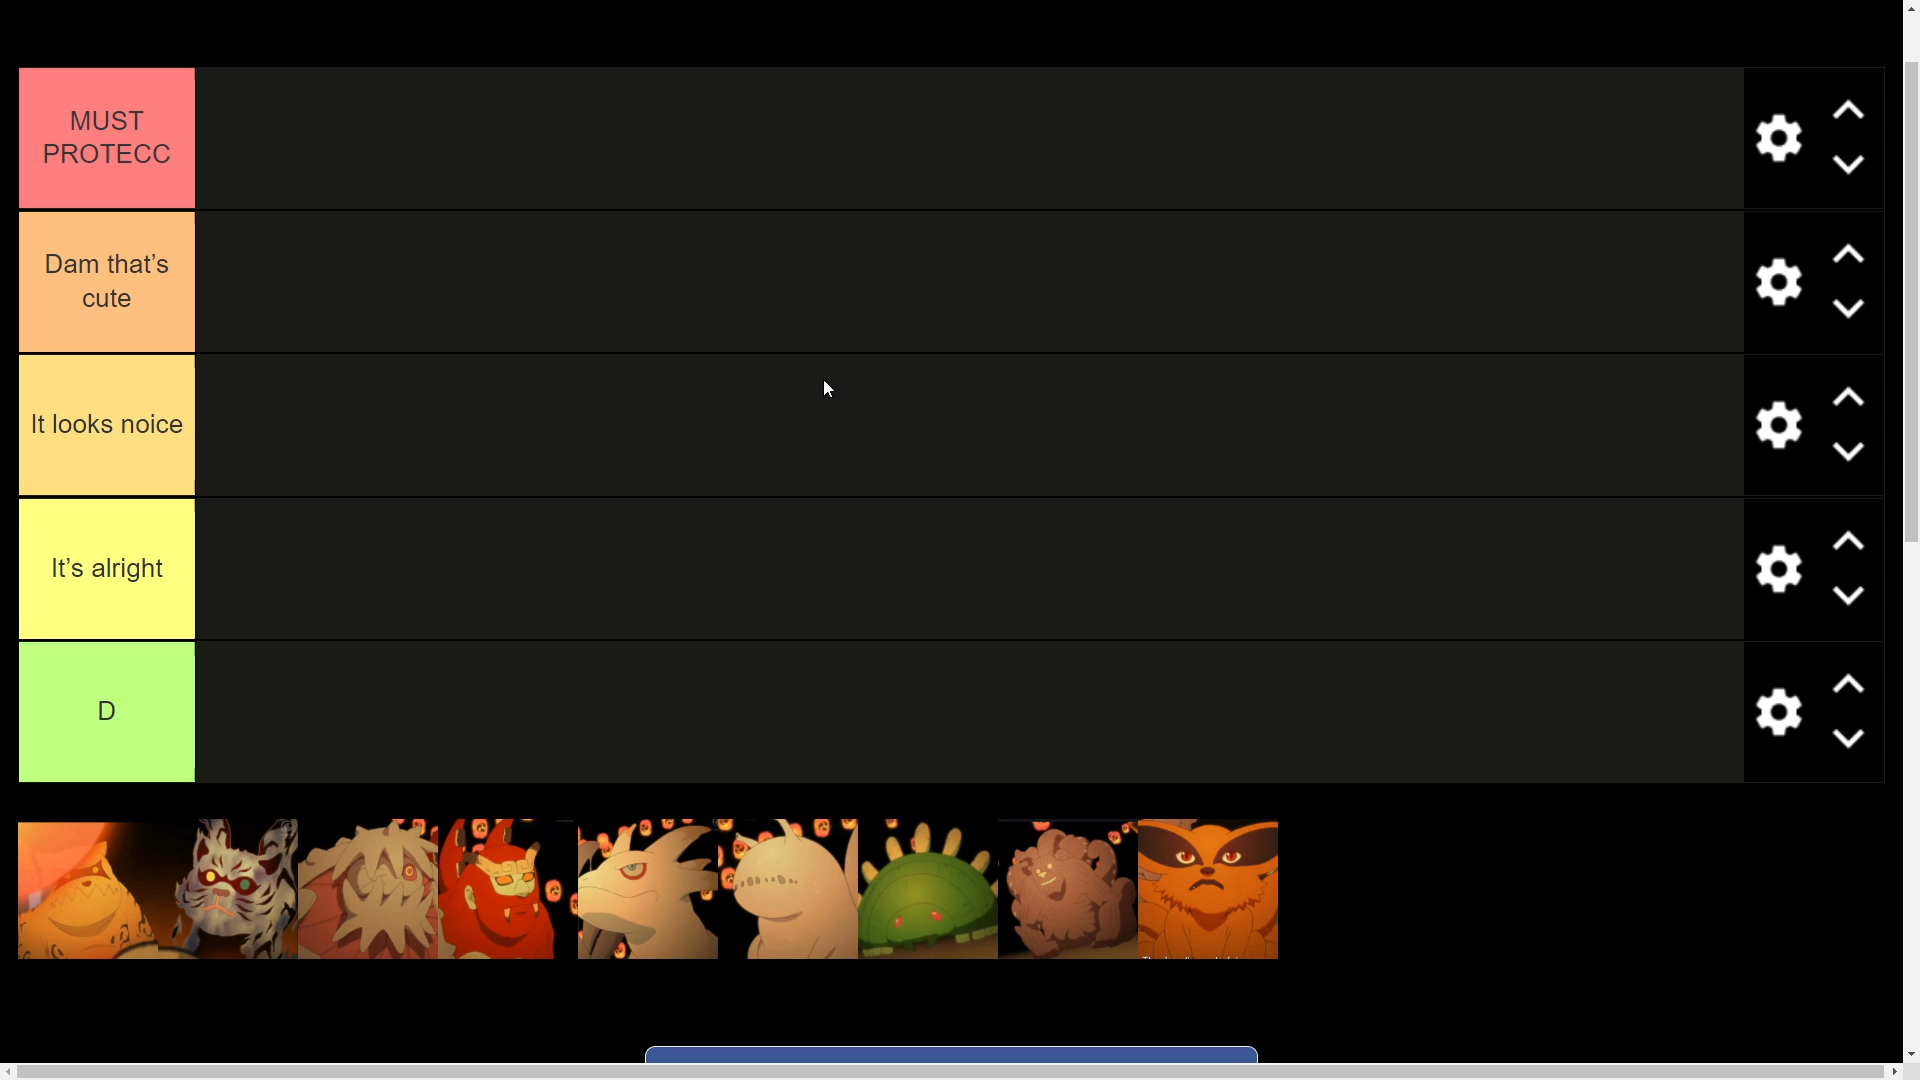 MUST
PROTECC
Dam that’s
cute
It looks noice
It’s alright
D